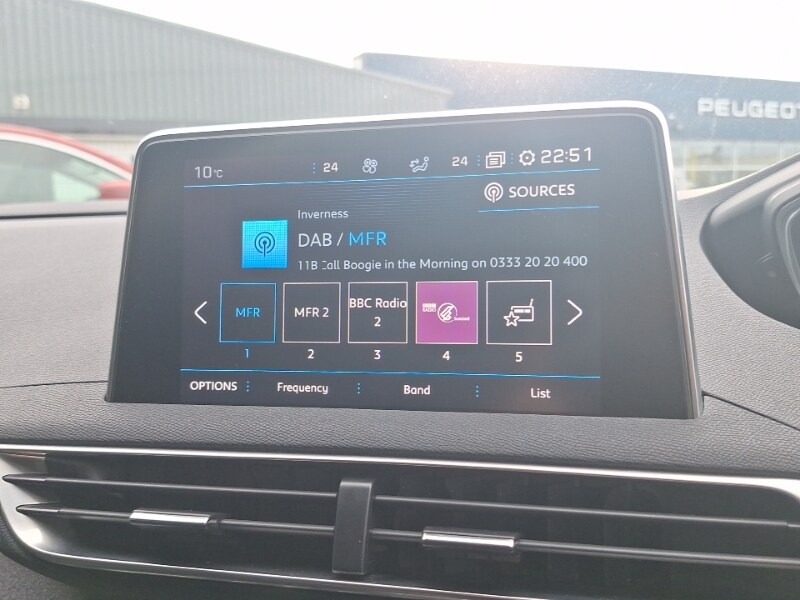 PEUGEOT
10°C
24
24
22:51
SOURCES
Inverness
DAB / MFR
11B Call Boogie in the Morning on 0333 20 20 400
MFR
MFR 2
BBC Radio
2
1
2
3
4
5
OPTIONS
Frequency
Band
List